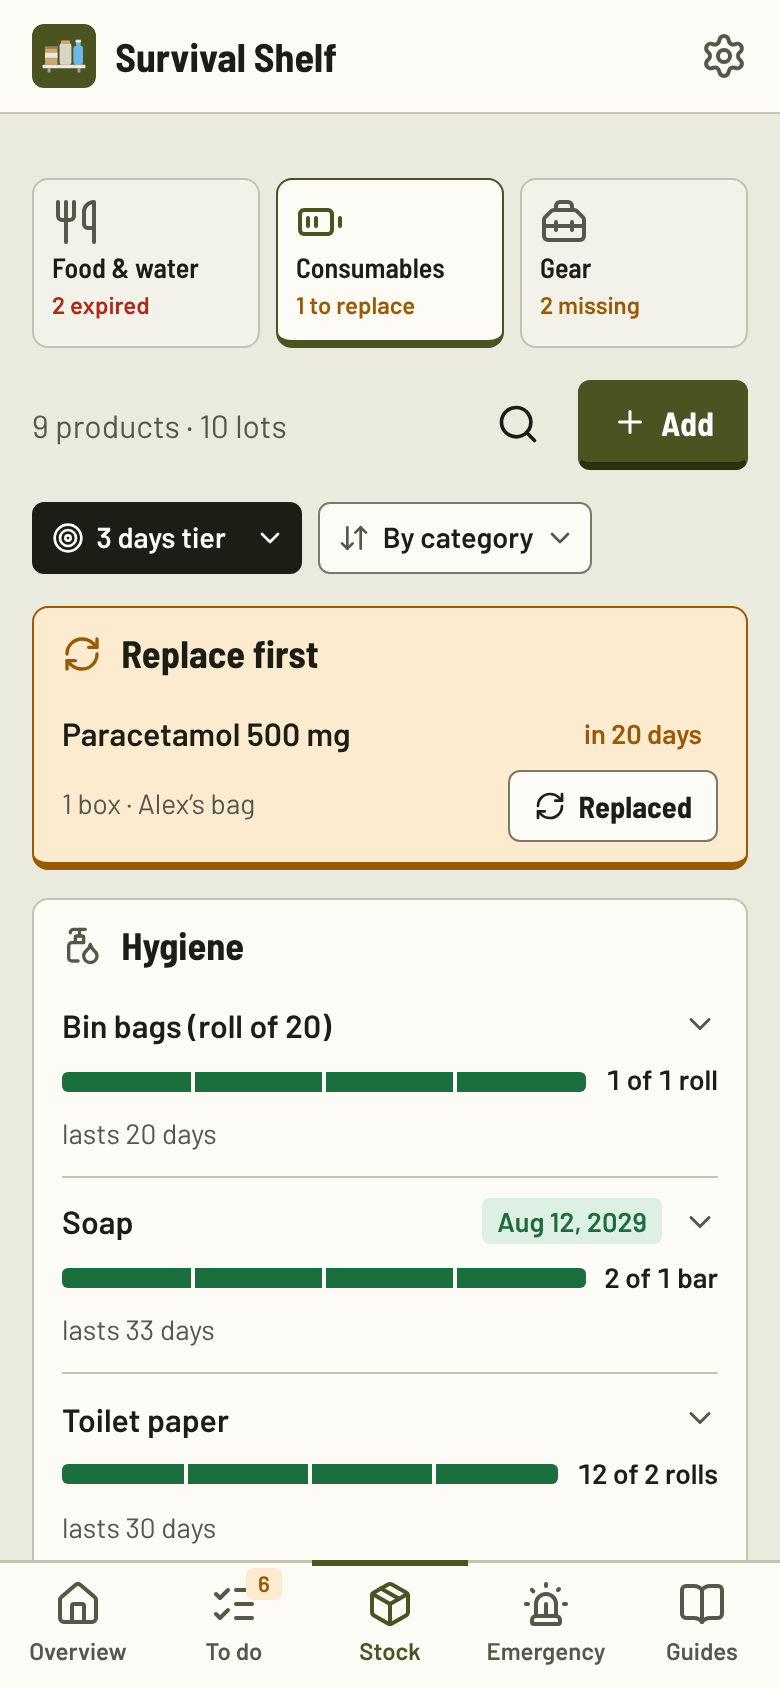 Survival Shelf
Food & water
2 expired
Consumables
1 to replace
Gear
2 missing
9 products · 10 lots
+ Add
3 days tier
By category
Replace first
Paracetamol 500 mg
in 20 days
1 box · Alex’s bag
Replaced
Hygiene
Bin bags (roll of 20)
1 of 1 roll
lasts 20 days
Soap
Aug 12, 2029
2 of 1 bar
lasts 33 days
Toilet paper
12 of 2 rolls
lasts 30 days
6
Overview
To do
Stock
Emergency
Guides